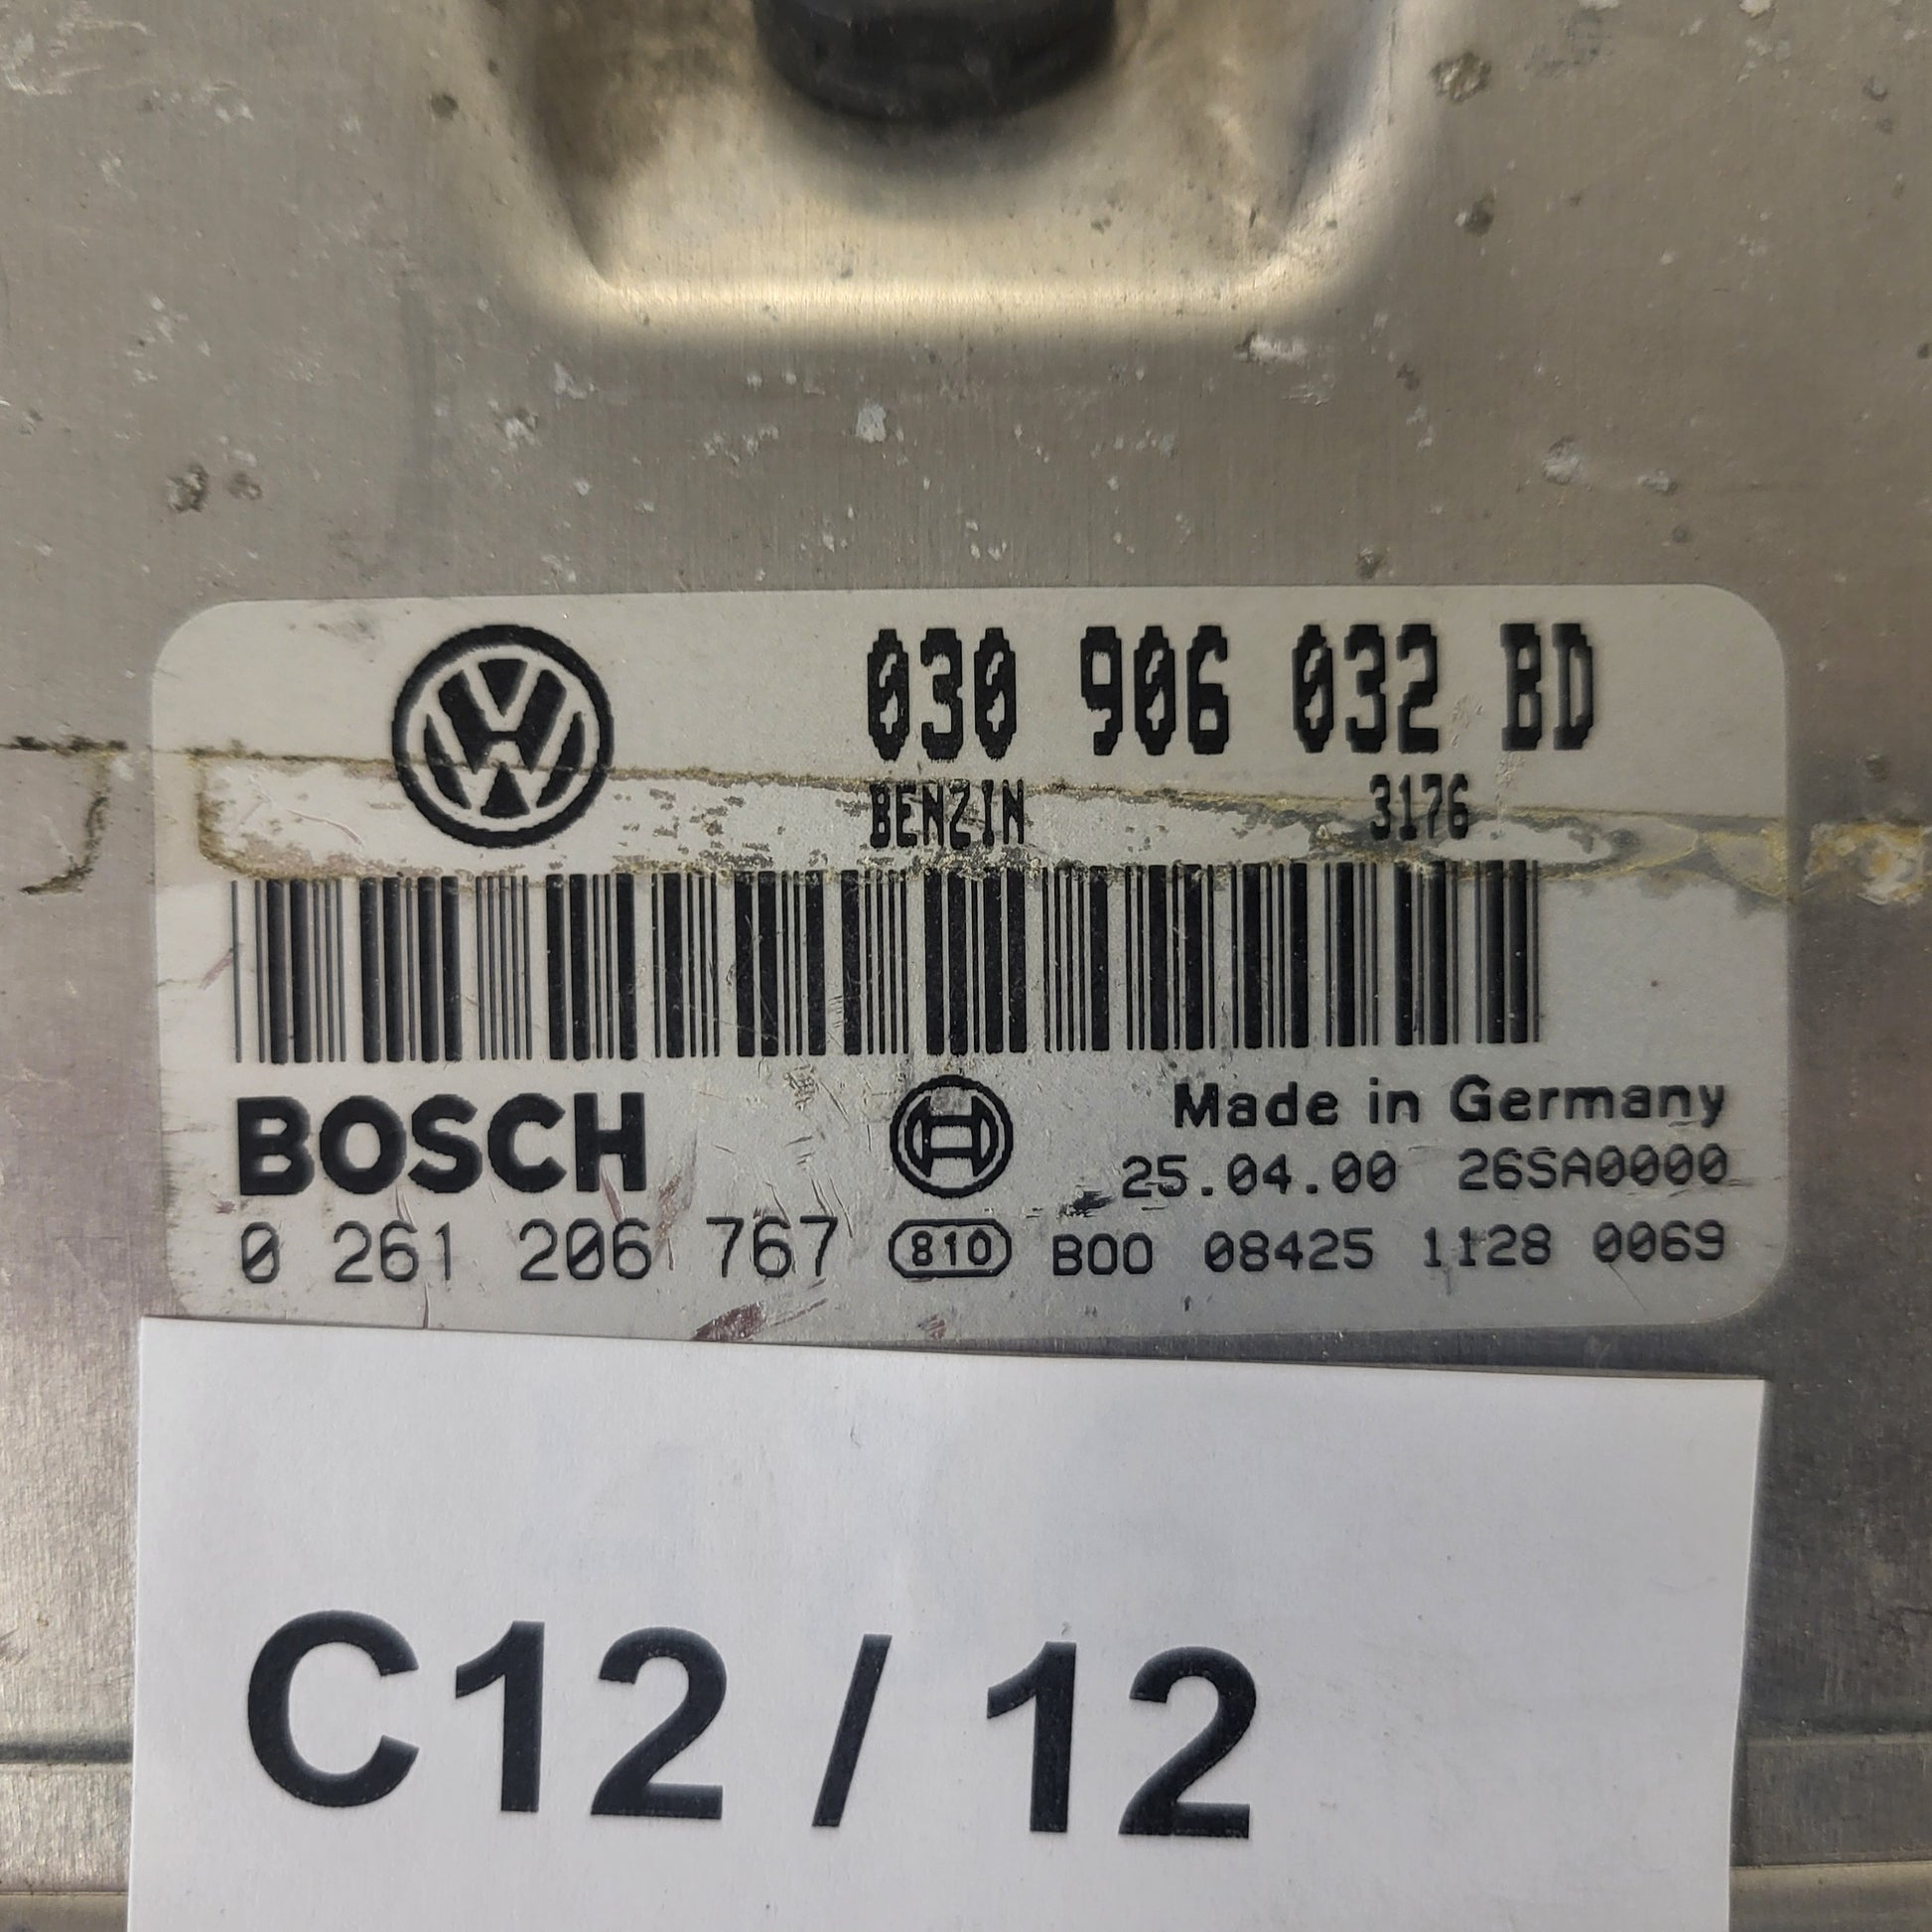 030 906 032 BD
BENZIN 3176
BOSCH
Made in Germany
25.04.00 26SA0000
0 261 206 767 810 B00 08425 1128 0069
C12 / 12